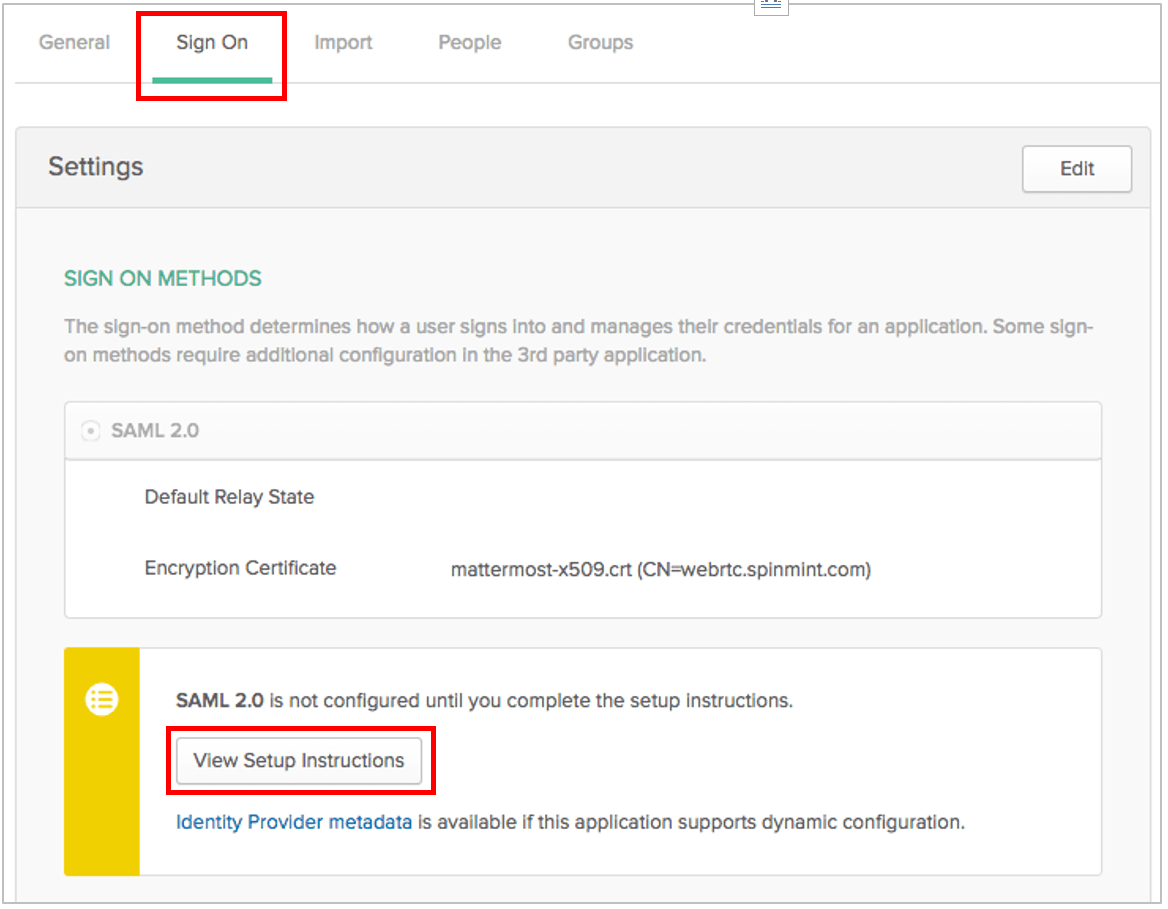 General Sign On Import People Groups
Settings Edit
SIGN ON METHODS
The sign-on method determines how a user signs into and manages their credentials for an application. Some sign-
on methods require additional configuration in the 3rd party application.
SAML 2.0
Default Relay State
Encryption Certificate mattermost-x509.crt (CN=webrtc.spinmint.com)
SAML 2.0 is not configured until you complete the setup instructions.
View Setup Instructions
Identity Provider metadata is available if this application supports dynamic configuration.